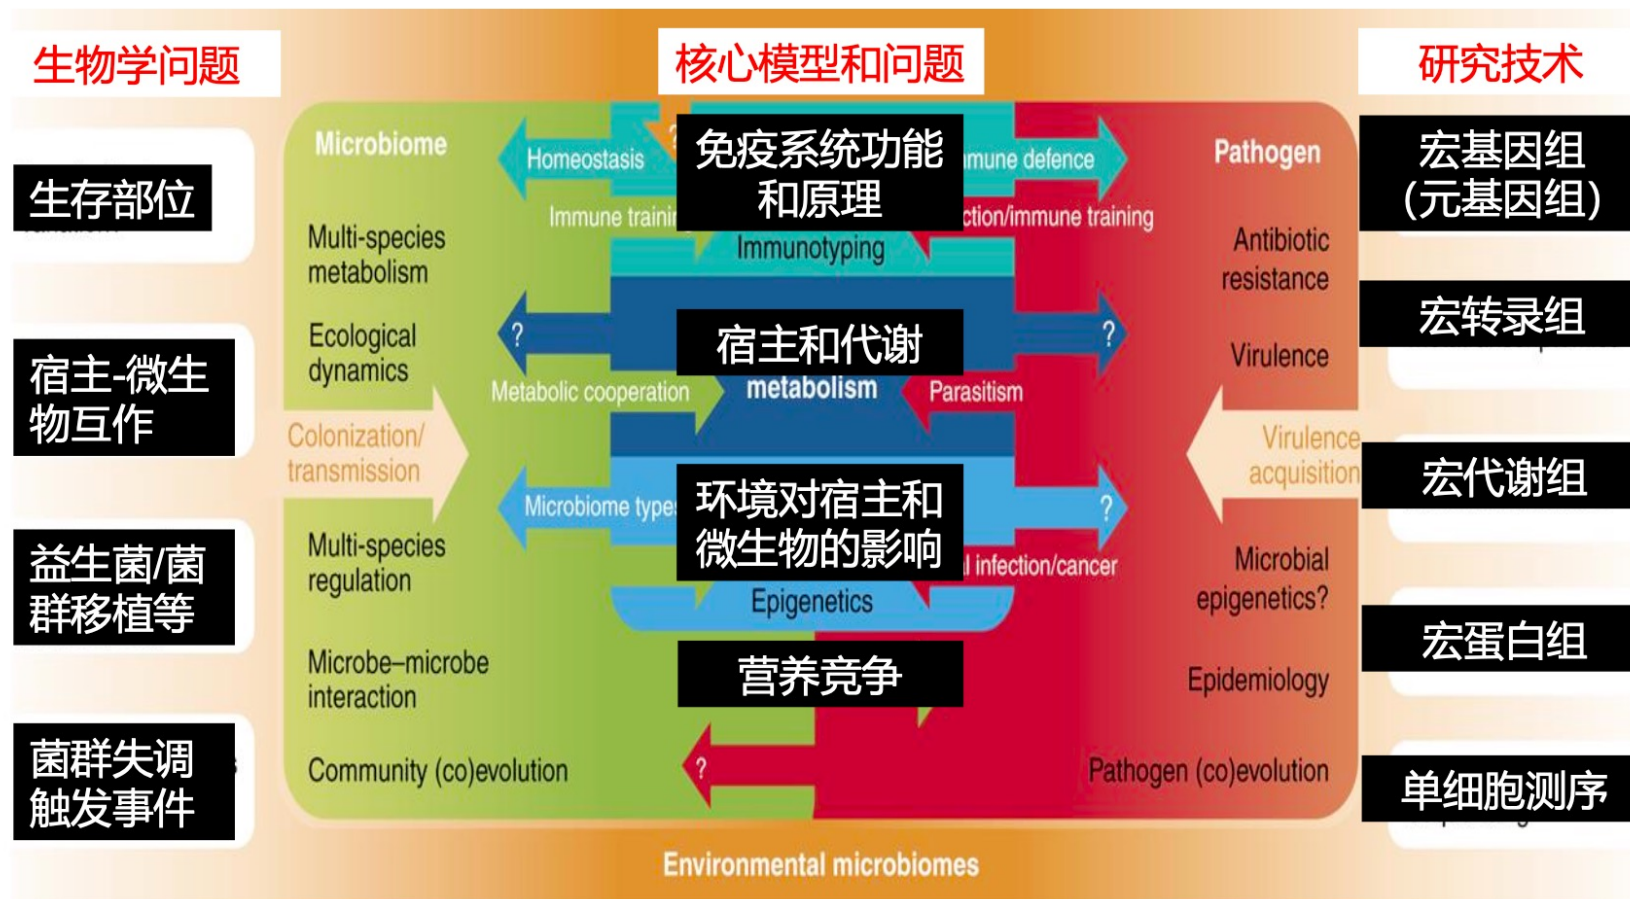 生物学问题
核心模型和问题
研究技术
生存部位
宿主-微生
物互作
益生菌/菌
群移植等
菌群失调
触发事件
Microbiome
Multi-species
metabolism
Ecological
dynamics
Colonization/
transmission
Multi-species
regulation
Microbe–microbe
interaction
Community (co)evolution
Homeostasis
?
免疫系统功能
和原理
defence
Immune
/immune training
Immunotyping
?
宿主和代谢
?
Metabolic cooperation
metabolism
Parasitism
Microbiome
环境对宿主和
微生物的影响
?
infection/cancer
Epigenetics
营养竞争
?
Pathogen
Antibiotic
resistance
Virulence
Virulence
acquisition
Microbial
epigenetics?
Epidemiology
Pathogen (co)evolution
宏基因组
（元基因组）
宏转录组
宏代谢组
宏蛋白组
单细胞测序
Environmental microbiomes